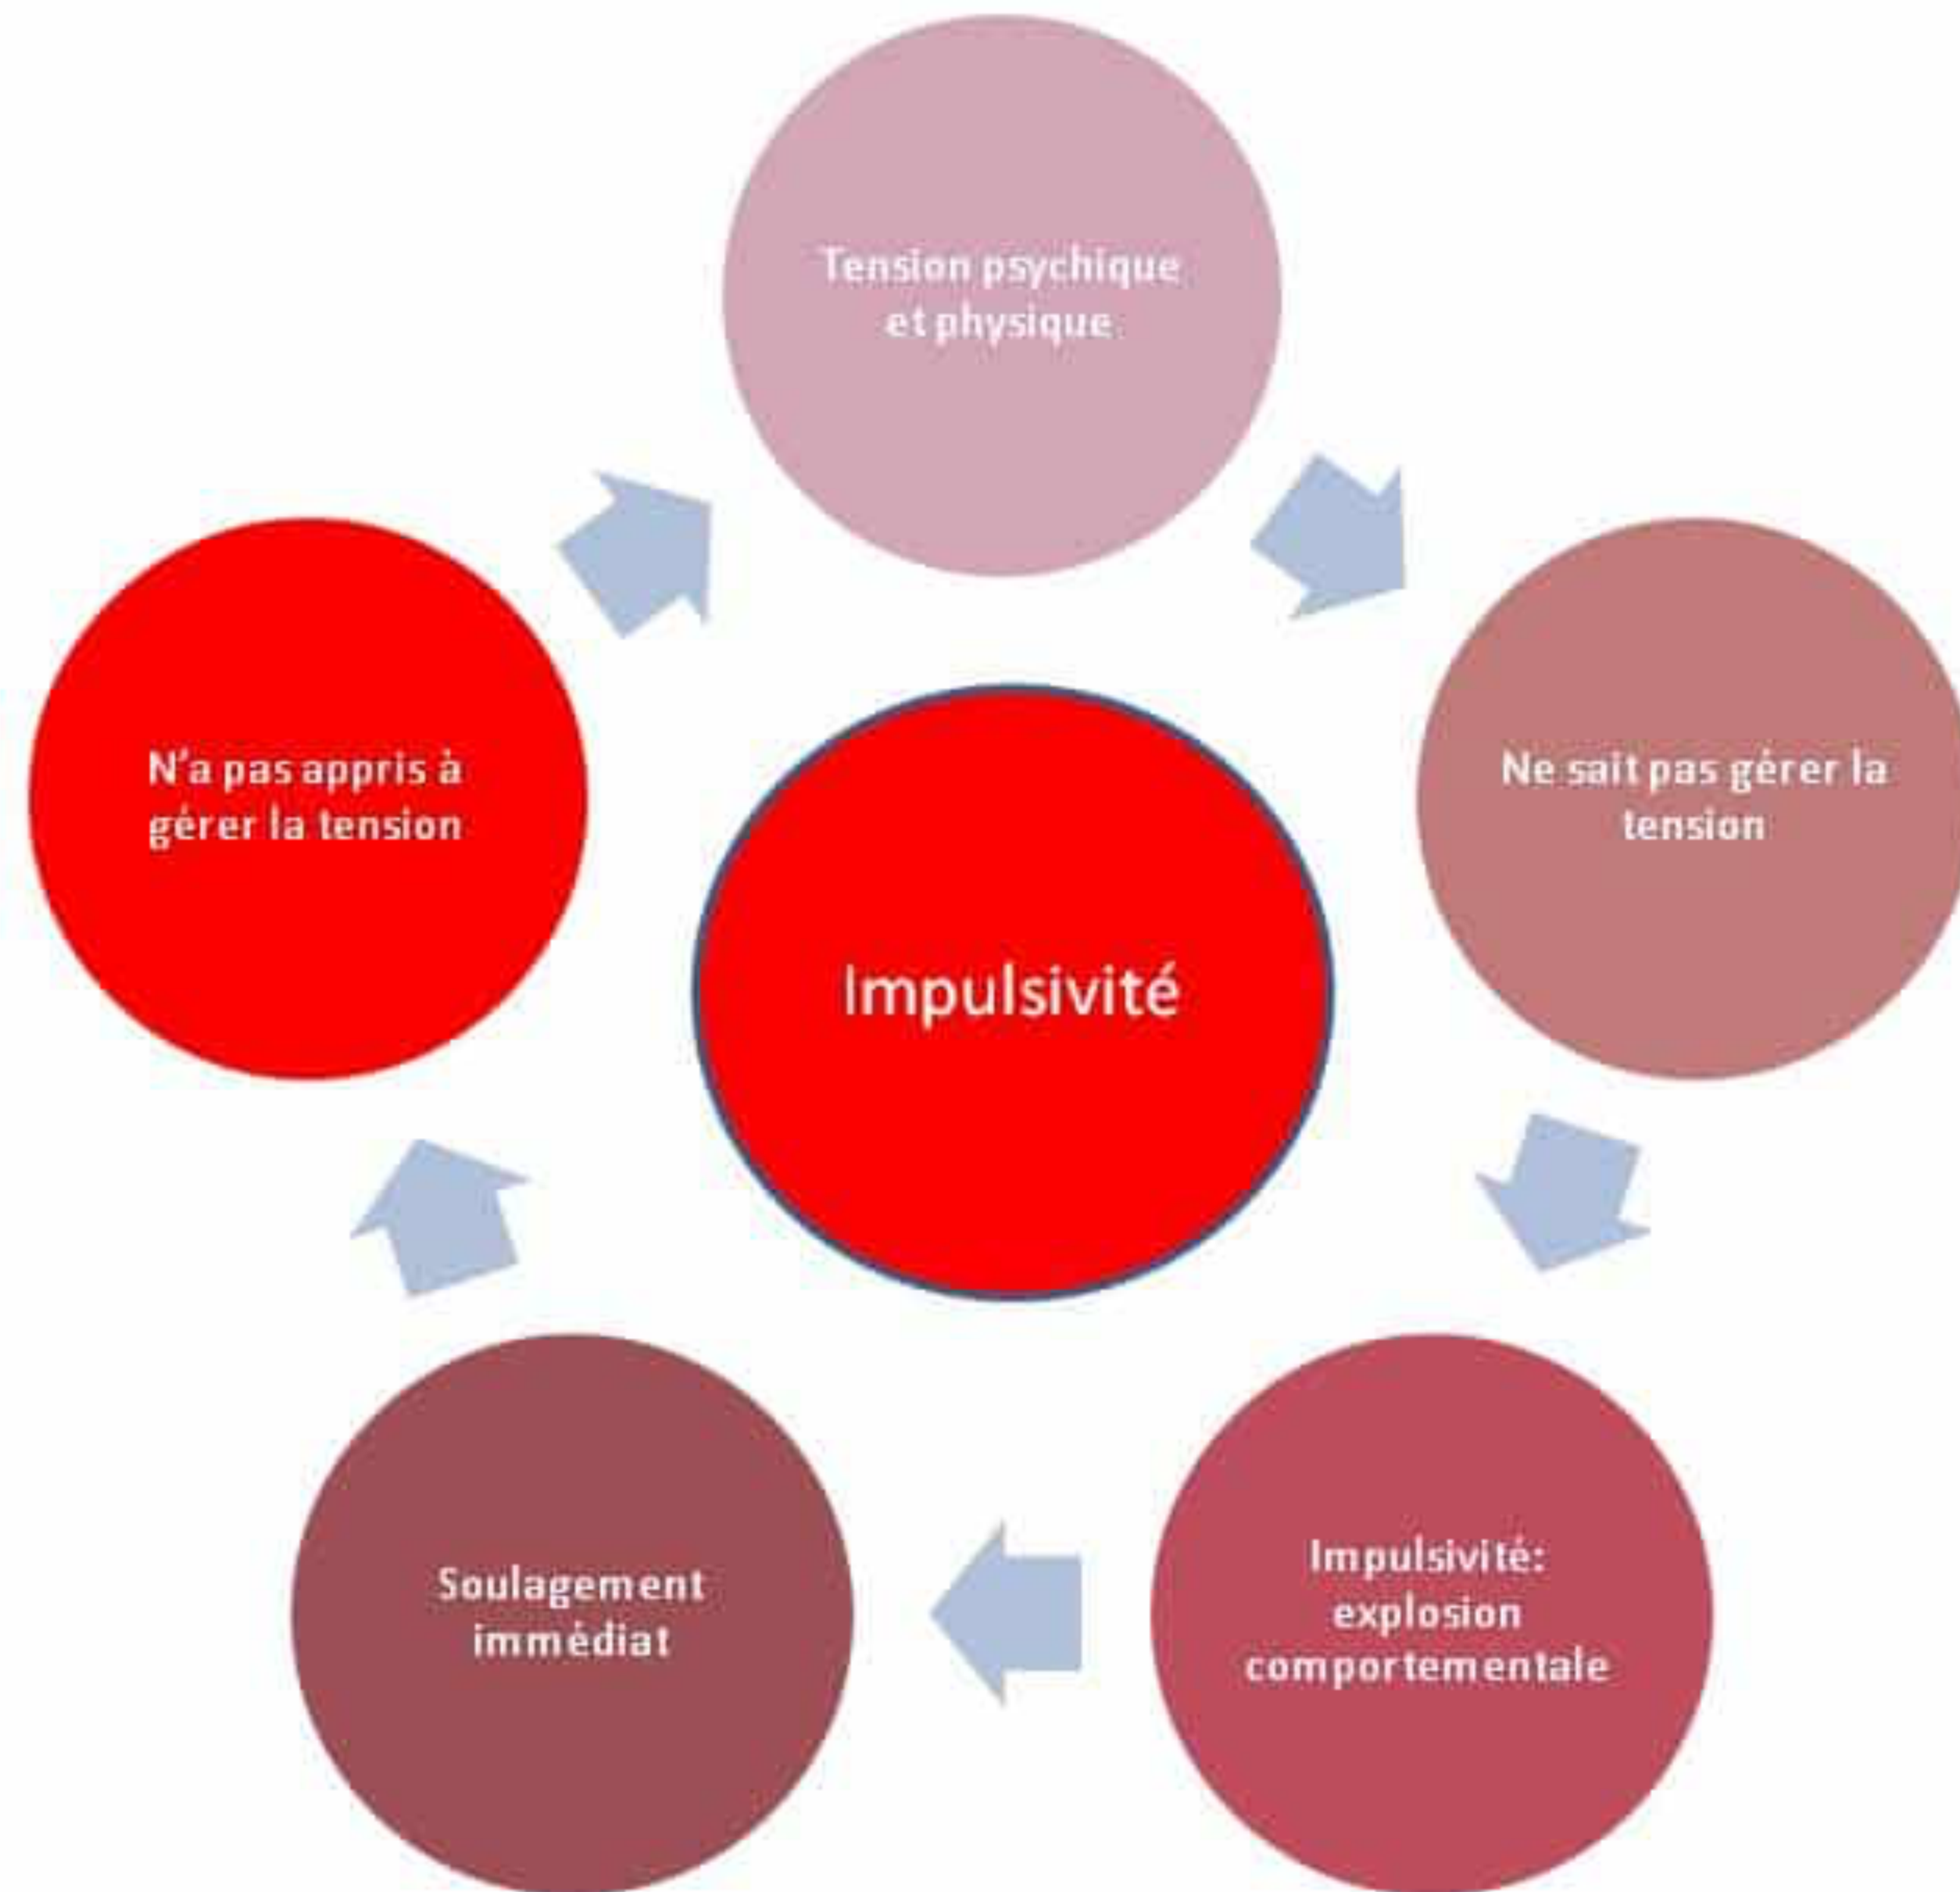 Tension psychique
et physique
Ne sait pas gérer la
tension
Impulsivité:
explosion
comportementale
Soulagement
immédiat
N'a pas appris à
gérer la tension
Impulsivité